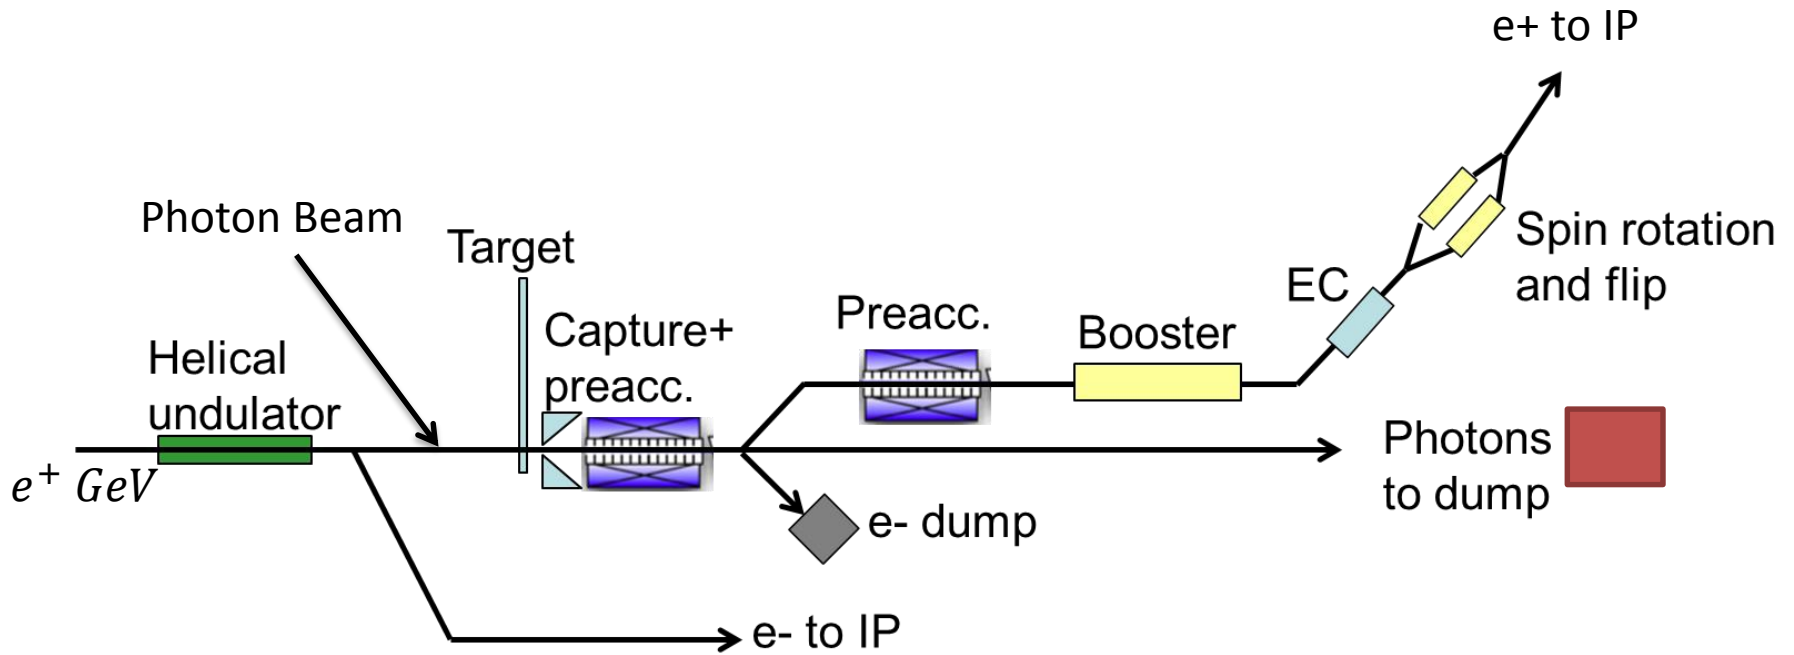 e+ to IP
Photon Beam
Target
Spin rotation
and flip
EC
Capture+
preacc.
Preacc.
Booster
Helical
undulator
e⁺ GeV
Photons
to dump
e- dump
e- to IP